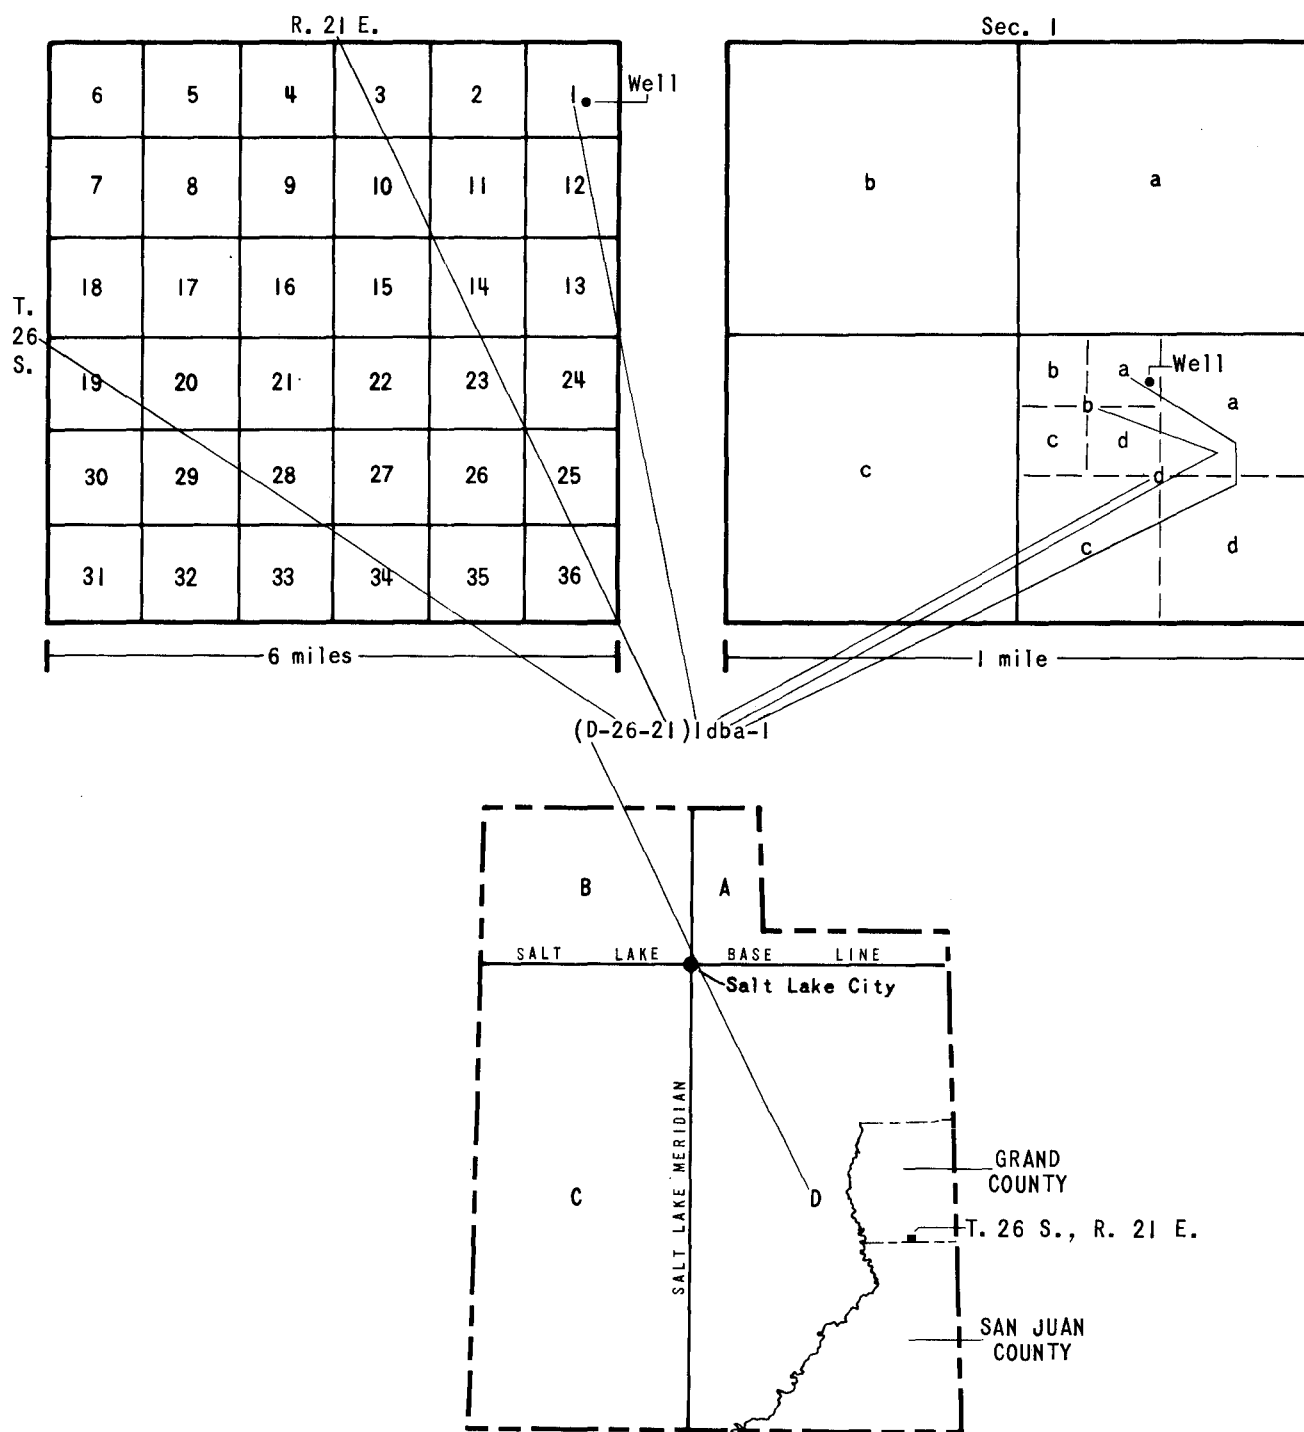 R. 21 E.
6 5 4 3 2 1
Well
7 8 9 10 11 12
18 17 16 15 14 13
T.
26
S.
19 20 21 22 23 24
30 29 28 27 26 25
31 32 33 34 35 36
6 miles
Sec. 1
b a
b a Well
a
b
c d
c
d
c d
1 mile
(D-26-21)1dba-1
B A
SALT LAKE BASE LINE
Salt Lake City
SALT LAKE MERIDIAN
C D
GRAND
COUNTY
T. 26 S., R. 21 E.
SAN JUAN
COUNTY